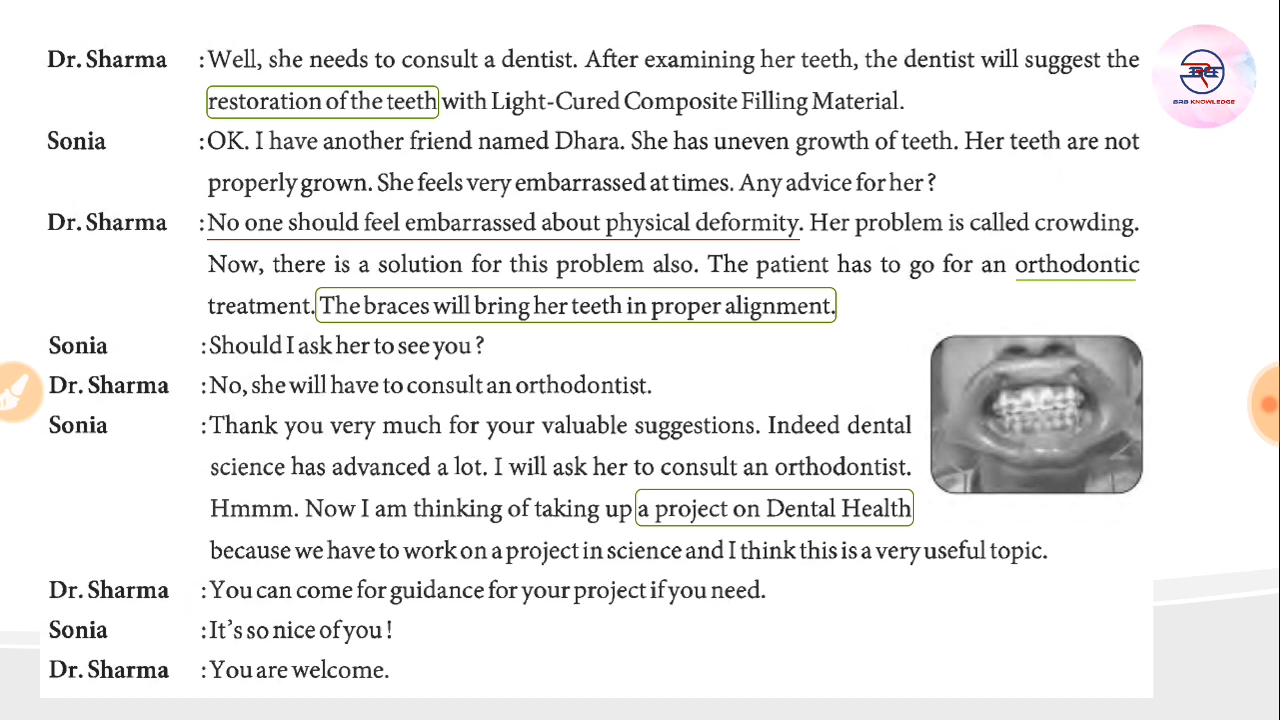 Dr. Sharma : Well, she needs to consult a dentist. After examining her teeth, the dentist will suggest the
restoration of the teeth with Light-Cured Composite Filling Material.
Sonia : OK. I have another friend named Dhara. She has uneven growth of teeth. Her teeth are not
properly grown. She feels very embarrassed at times. Any advice for her ?
Dr. Sharma : No one should feel embarrassed about physical deformity. Her problem is called crowding.
Now, there is a solution for this problem also. The patient has to go for an orthodontic
treatment. The braces will bring her teeth in proper alignment.
Sonia : Should I ask her to see you ?
Dr. Sharma : No, she will have to consult an orthodontist.
Sonia : Thank you very much for your valuable suggestions. Indeed dental
science has advanced a lot. I will ask her to consult an orthodontist.
Hmmm. Now I am thinking of taking up a project on Dental Health
because we have to work on a project in science and I think this is a very useful topic.
Dr. Sharma : You can come for guidance for your project if you need.
Sonia : It's so nice of you !
Dr. Sharma : You are welcome.
BRB KNOWLEDGE